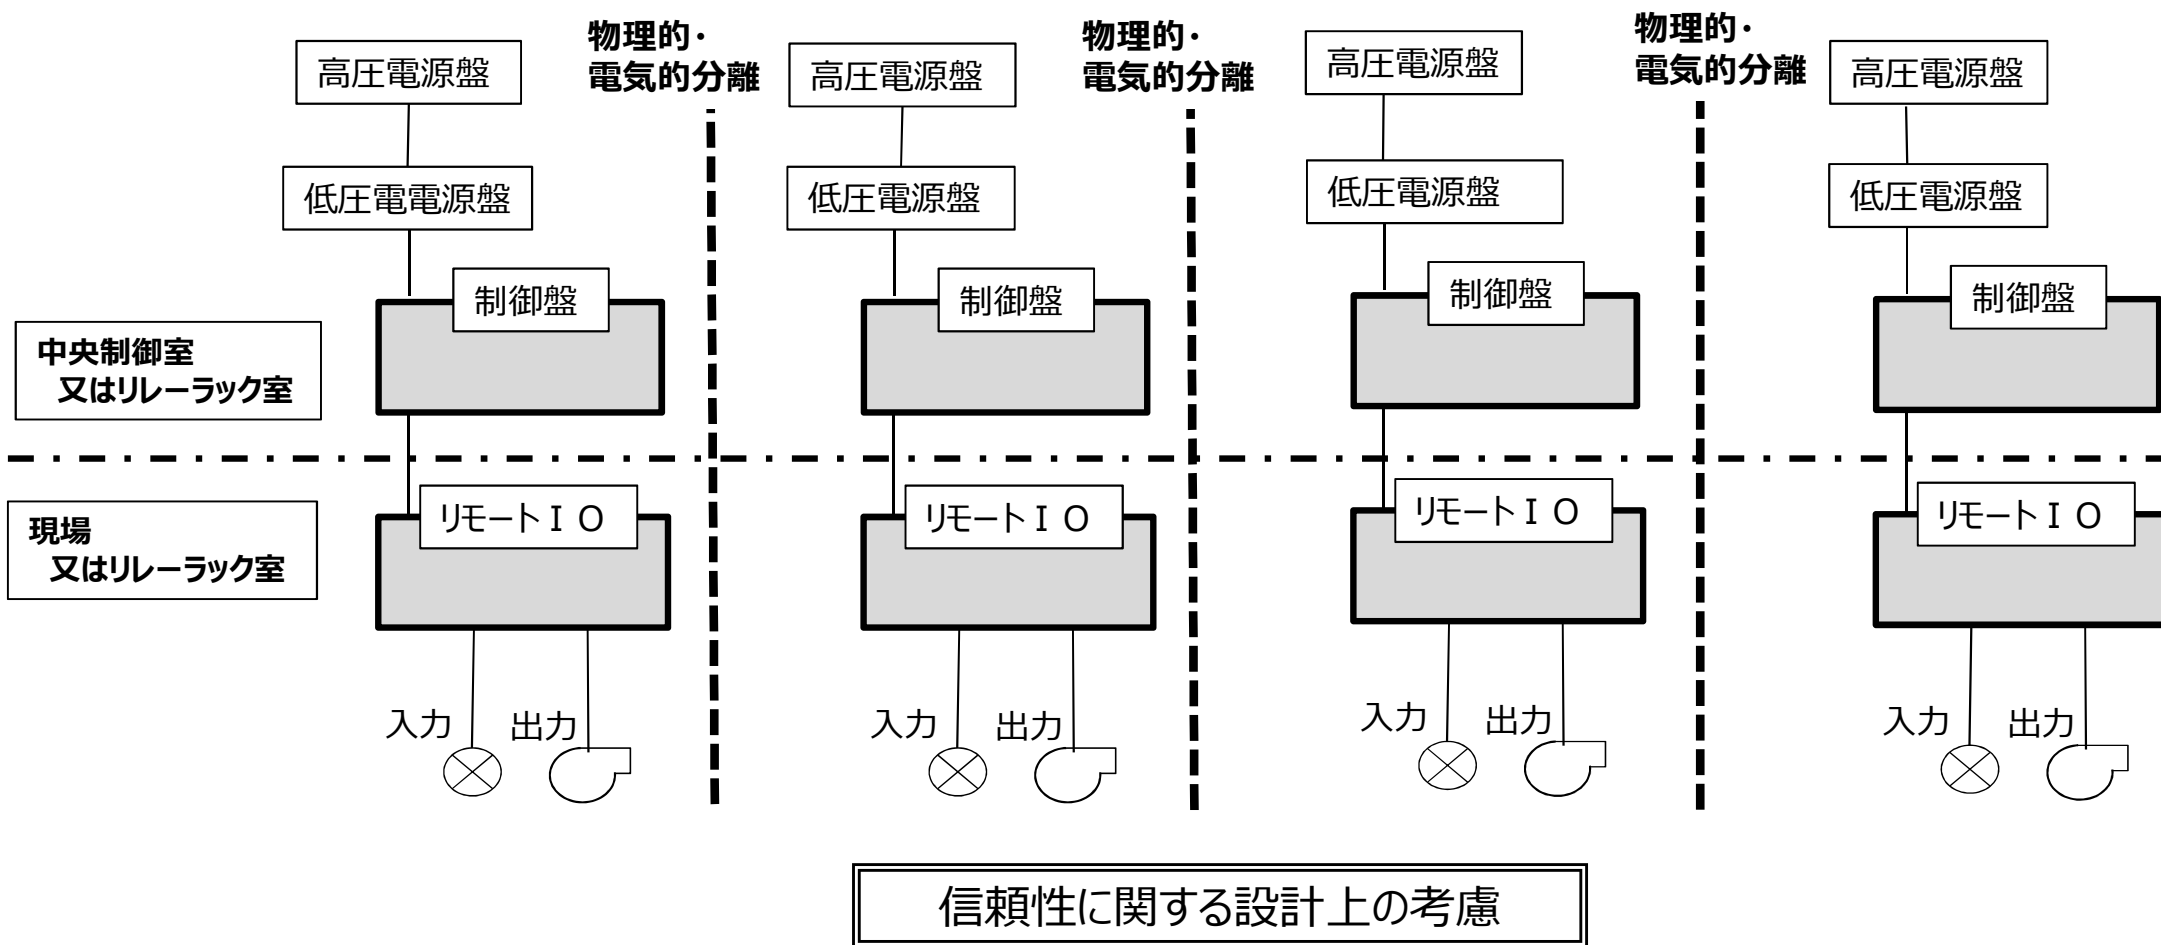 物理的・
電気的分離
物理的・
電気的分離
物理的・
電気的分離
高圧電源盤
高圧電源盤
高圧電源盤
高圧電源盤
低圧電電源盤
低圧電源盤
低圧電源盤
低圧電源盤
制御盤
制御盤
制御盤
制御盤
中央制御室
又はリレーラック室
リモートＩＯ
リモートＩＯ
リモートＩＯ
リモートＩＯ
現場
又はリレーラック室
入力
出力
入力
出力
入力
出力
入力
出力
信頼性に関する設計上の考慮